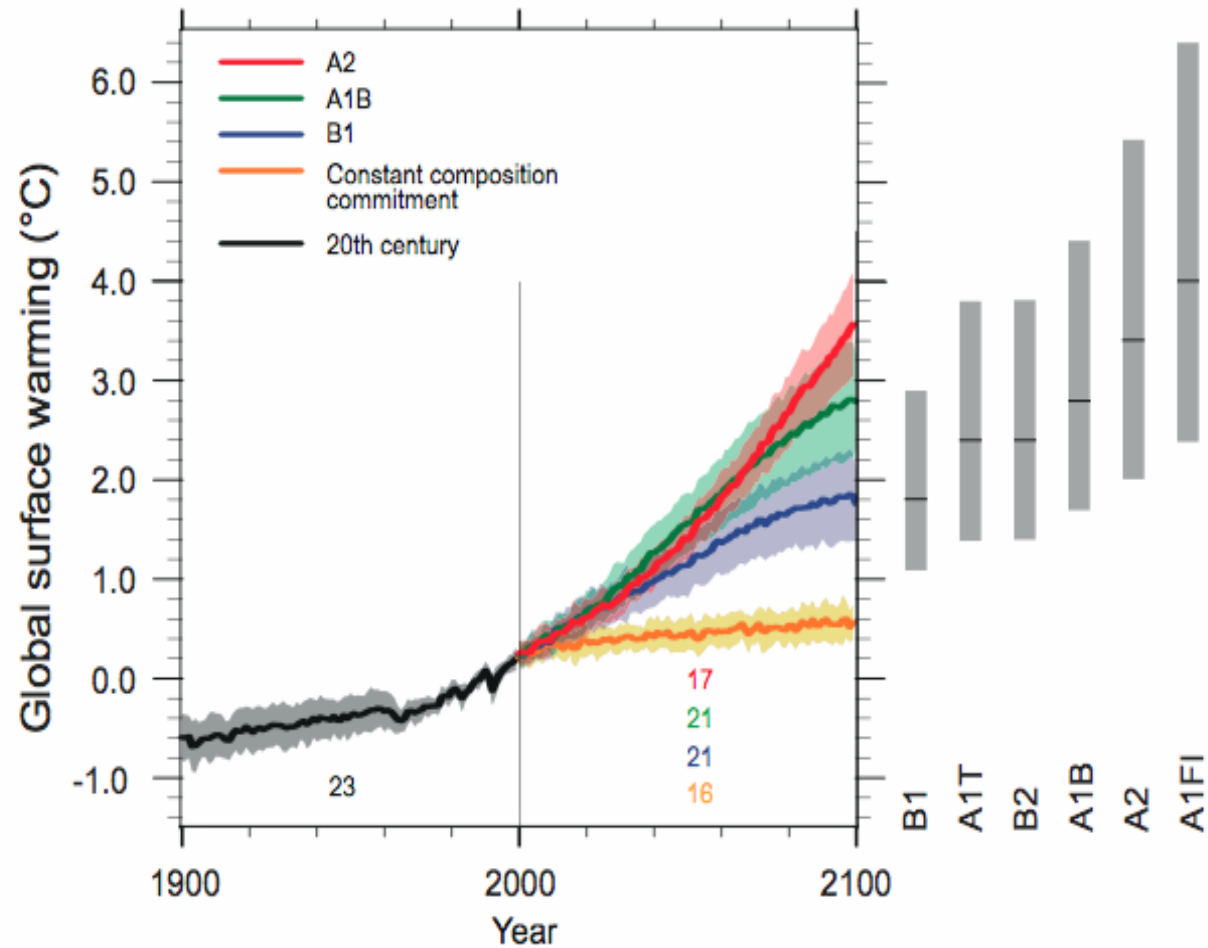 Global surface warming (°C)
6.0
5.0
4.0
3.0
2.0
1.0
0.0
-1.0
A2
A1B
B1
Constant composition
commitment
20th century
23
17
21
21
16
1900
2000
2100
Year
B1
A1T
B2
A1B
A2
A1FI